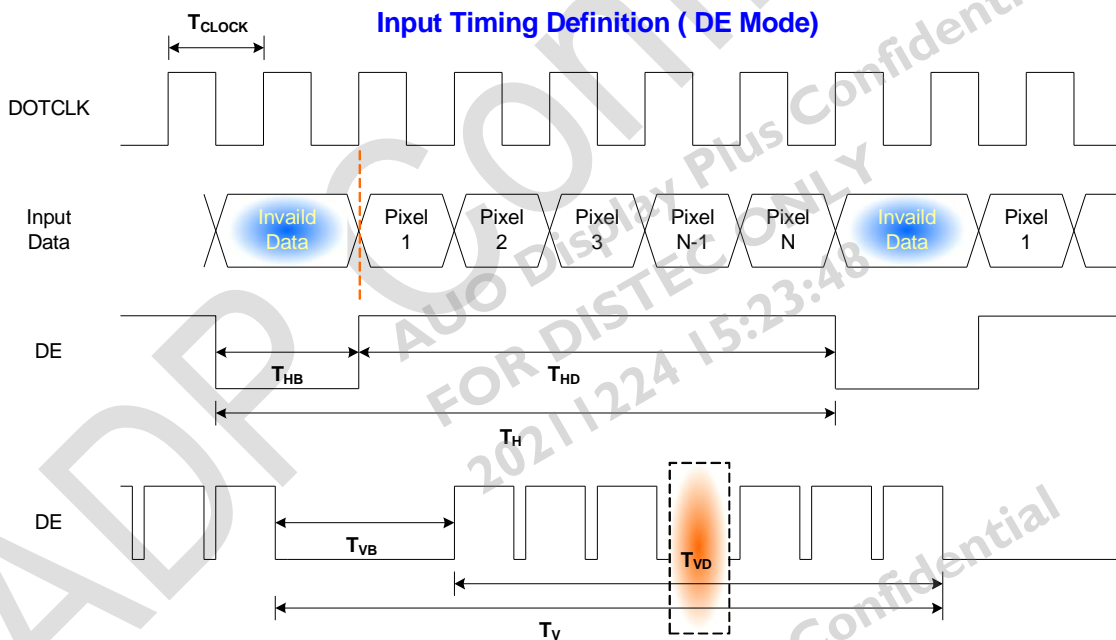 Input Timing Definition ( DE Mode)
TCLOCK
DOTCLK
Input
Data
Invaild
Data
Pixel
1
Pixel
2
Pixel
3
Pixel
N-1
Pixel
N
Invaild
Data
Pixel
1
DE
THB
THD
TH
DE
TVB
TVD
TV
ADP Con
AUO Display Plus Confidential
FOR DISTEC ONLY
20211224 15:23:48
Confidential